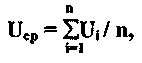 Uср = n∑i=1 Ui / n,